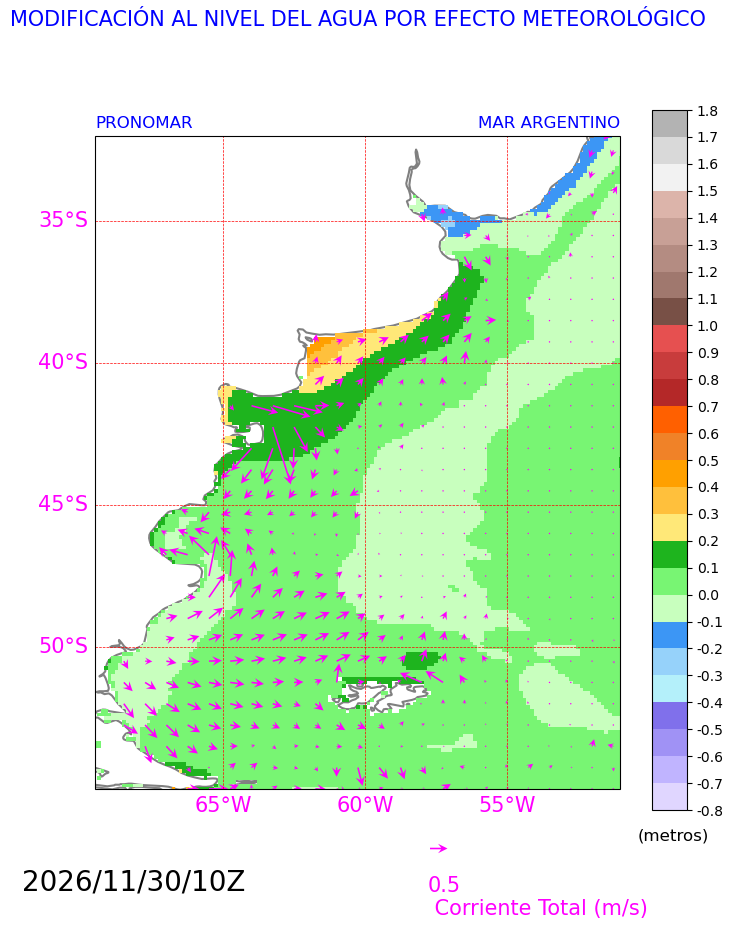 MODIFICACIÓN AL NIVEL DEL AGUA POR EFECTO METEOROLÓGICO
PRONOMAR
MAR ARGENTINO
35°S
40°S
45°S
50°S
65°W
60°W
55°W
1.8
1.7
1.6
1.5
1.4
1.3
1.2
1.1
1.0
0.9
0.8
0.7
0.6
0.5
0.4
0.3
0.2
0.1
0.0
-0.1
-0.2
-0.3
-0.4
-0.5
-0.6
-0.7
-0.8
(metros)
2026/11/30/10Z
0.5
Corriente Total (m/s)